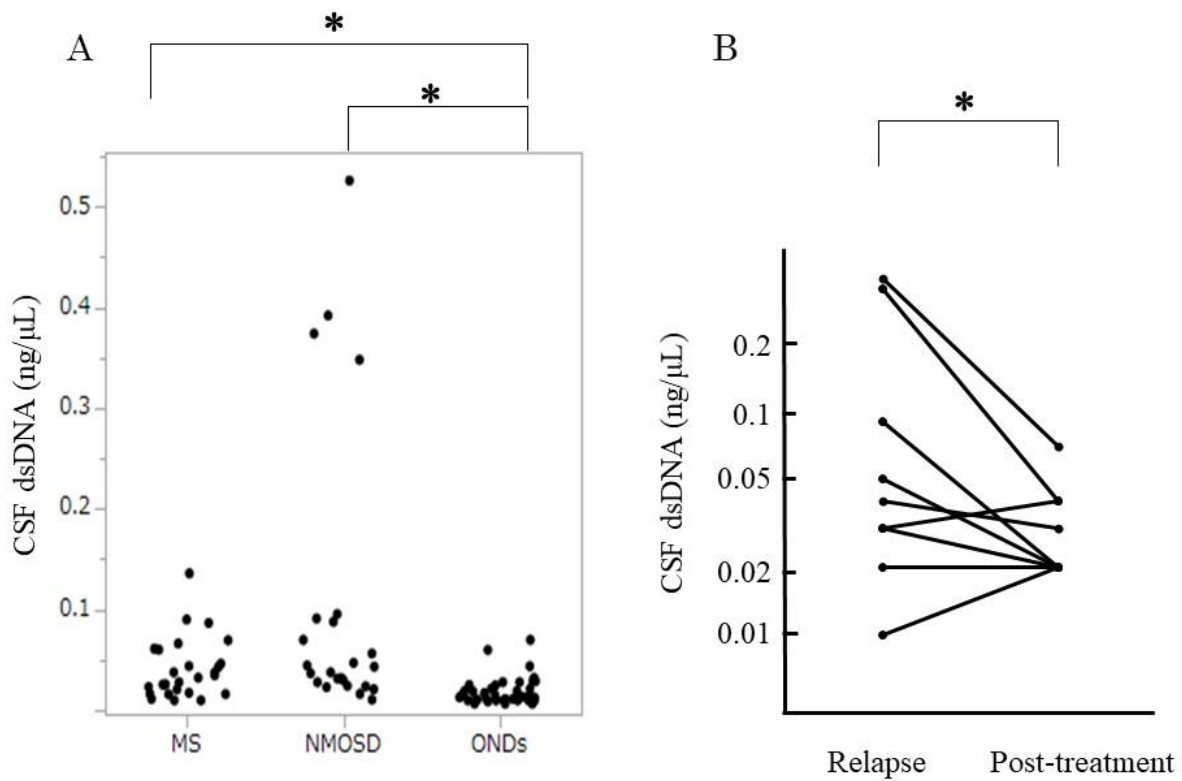 A
*
*
CSF dsDNA (ng/µL)
0.5
0.4
0.3
0.2
0.1
MS NMOSD ONDs
B
*
CSF dsDNA (ng/µL)
0.2
0.1
0.05
0.02
0.01
Relapse Post-treatment